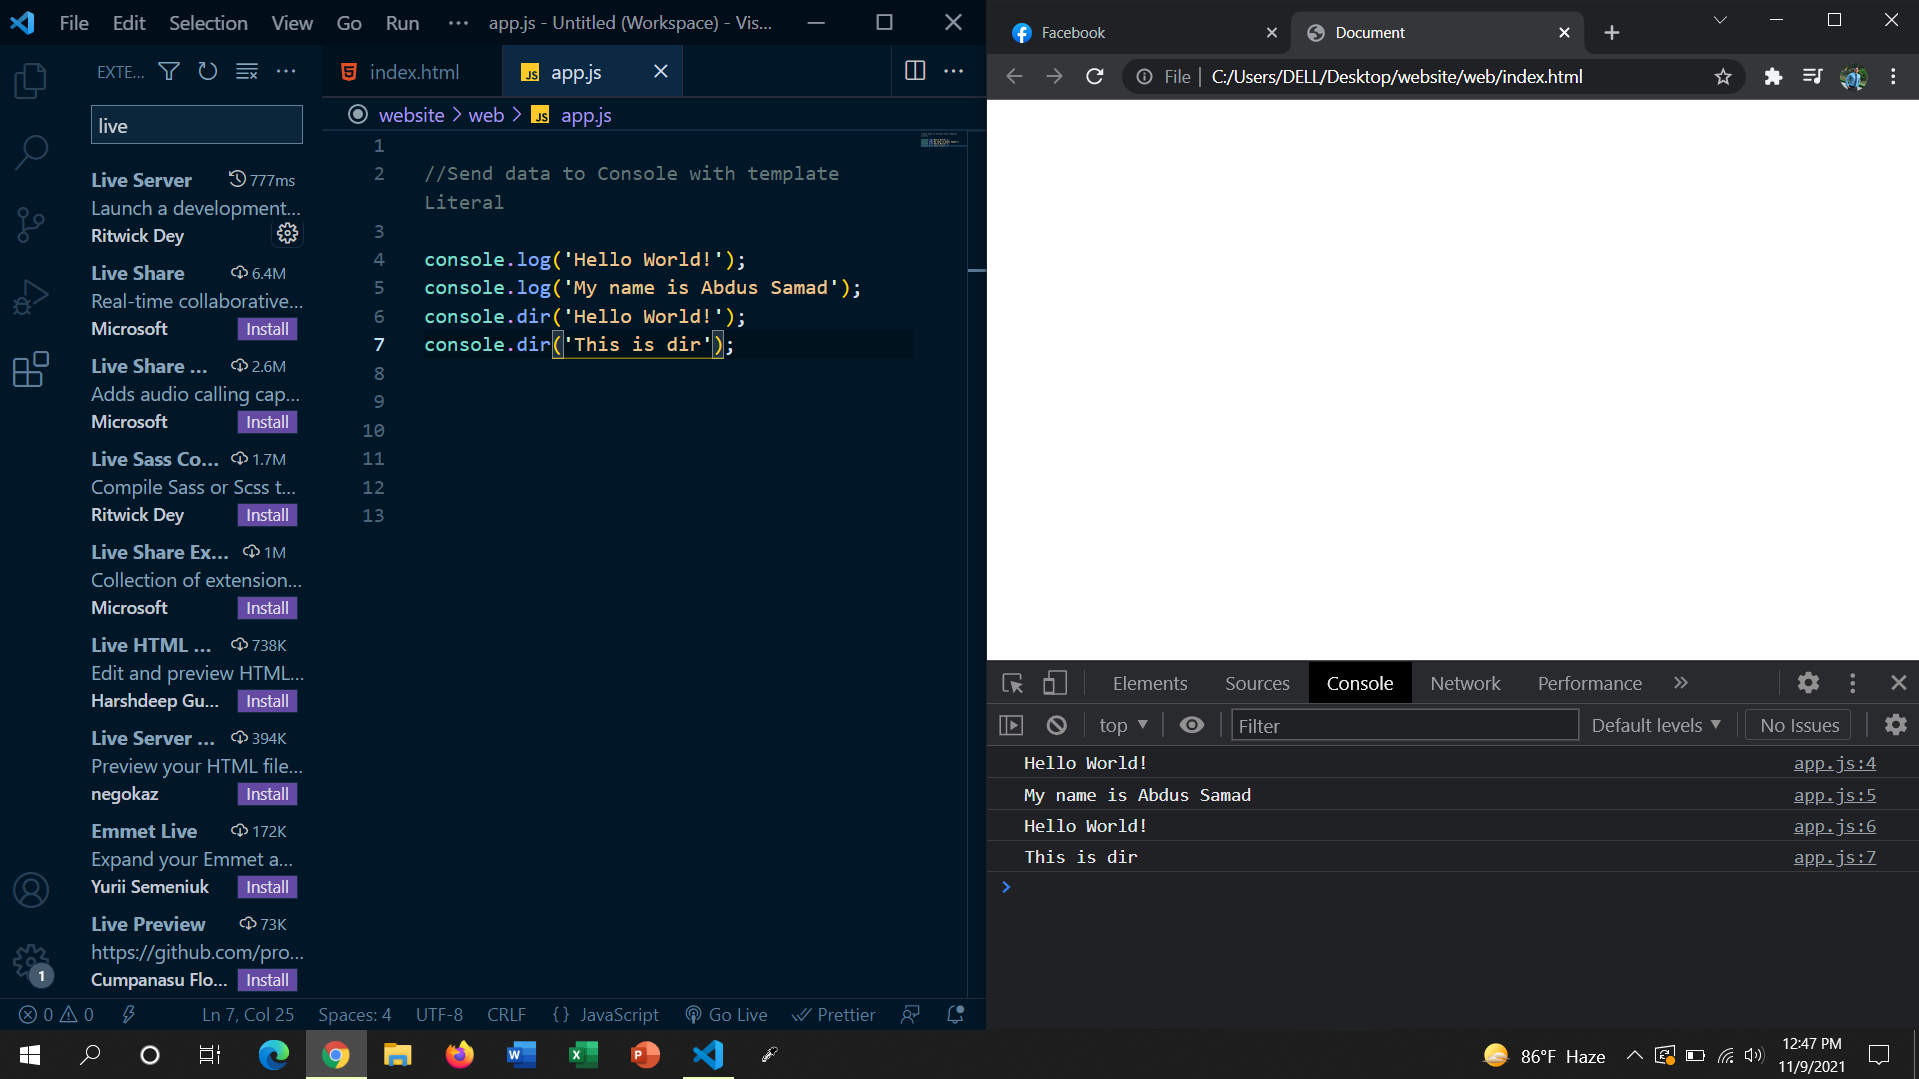 File Edit Selection View Go Run ··· app.js - Untitled (Workspace) - Vis...
EXTE...
live
Live Server 777ms
Launch a development...
Ritwick Dey
Live Share 6.4M
Real-time collaborative...
Microsoft Install
Live Share ... 2.6M
Adds audio calling cap...
Microsoft Install
Live Sass Co... 1.7M
Compile Sass or Scss t...
Ritwick Dey Install
Live Share Ex... 1M
Collection of extension...
Microsoft Install
Live HTML ... 738K
Edit and preview HTML...
Harshdeep Gu... Install
Live Server ... 394K
Preview your HTML file...
negokaz Install
Emmet Live 172K
Expand your Emmet a...
Yurii Semeniuk Install
Live Preview 73K
https://github.com/pro...
Cumpanasu Flo... Install
1
index.html JS app.js
website > web > JS app.js
1
2 //Send data to Console with template
Literal
3
4 console.log('Hello World!');
5 console.log('My name is Abdus Samad');
6 console.dir('Hello World!');
7 console.dir('This is dir');
8
9
10
11
12
13
0 0 Ln 7, Col 25 Spaces: 4 UTF-8 CRLF {} JavaScript Go Live Prettier
Facebook Document
File | C:/Users/DELL/Desktop/website/web/index.html
Elements Sources Console Network Performance »
top Filter Default levels No Issues
Hello World! app.js:4
My name is Abdus Samad app.js:5
Hello World! app.js:6
This is dir app.js:7
86°F Haze 12:47 PM
11/9/2021